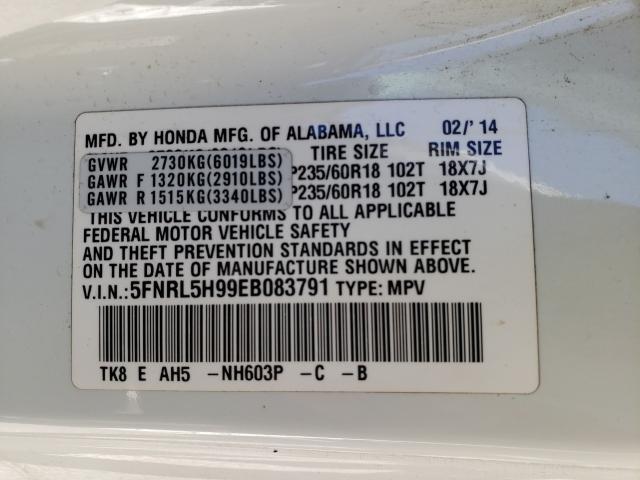 MFD. BY HONDA MFG. OF ALABAMA, LLC 02/' 14
TIRE SIZE RIM SIZE
GVWR 2730KG(6019LBS)
GAWR F 1320KG(2910LBS) P235/60R18 102T 18X7J
GAWR R 1515KG(3340LBS) P235/60R18 102T 18X7J
THIS VEHICLE CONFORMS TO ALL APPLICABLE
FEDERAL MOTOR VEHICLE SAFETY
AND THEFT PREVENTION STANDARDS IN EFFECT
ON THE DATE OF MANUFACTURE SHOWN ABOVE.
V.I.N.:5FNRL5H99EB083791 TYPE: MPV
TK8 E AH5 -NH603P -C -B